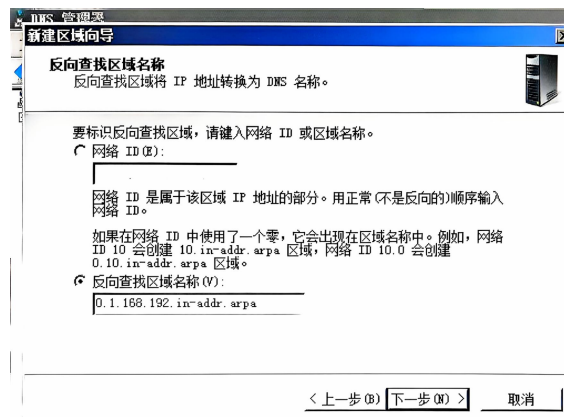 DNS 管理器
新建区域向导
反向查找区域名称
反向查找区域将 IP 地址转换为 DNS 名称。
要标识反向查找区域，请键入网络 ID 或区域名称。
网络 ID(E):
网络 ID 是属于该区域 IP 地址的部分。用正常(不是反向的)顺序输入
网络 ID。
如果在网络 ID 中使用了一个零，它会出现在区域名称中。例如，网络
ID 10 会创建 10.in-addr.arpa 区域，网络 ID 10.0 会创建
0.10.in-addr.arpa 区域。
反向查找区域名称(V):
0.1.168.192.in-addr.arpa
< 上一步(B) 下一步(N) > 取消